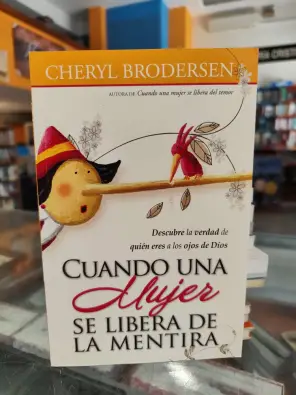 CHERYL BRODERSEN
AUTORA DE Cuando una mujer se libera del temor
Descubre la verdad de
quién eres a los ojos de Dios
CUANDO UNA
Mujer
SE LIBERA DE
LA MENTIRA